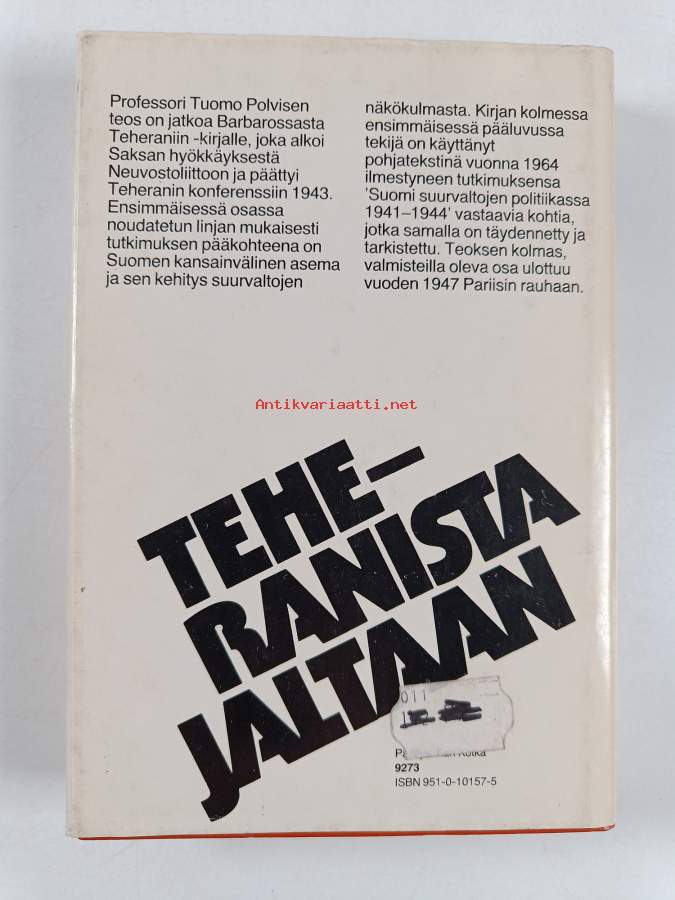 Professori Tuomo Polvisen
teos on jatkoa Barbarossasta
Teheraniin -kirjalle, joka alkoi
Saksan hyökkäyksestä
Neuvostoliittoon ja päättyi
Teheranin konferenssiin 1943.
Ensimmäisessä osassa
noudatetun linjan mukaisesti
tutkimuksen pääkohteena on
Suomen kansainvälinen asema
ja sen kehitys suurvaltojen
näkökulmasta. Kirjan kolmessa
ensimmäisessä pääluvussa
tekijä on käyttänyt
pohjatekstinä vuonna 1964
ilmestyneen tutkimuksensa
'Suomi suurvaltojen politiikassa
1941–1944' vastaavia kohtia,
jotka samalla on täydennetty ja
tarkistettu. Teoksen kolmas,
valmisteilla oleva osa ulottuu
vuoden 1947 Pariisin rauhaan.
Antikvariaatti.net
TEHE–
RANISTA
JALTAAN
011
Kotka
9273
ISBN 951-0-10157-5